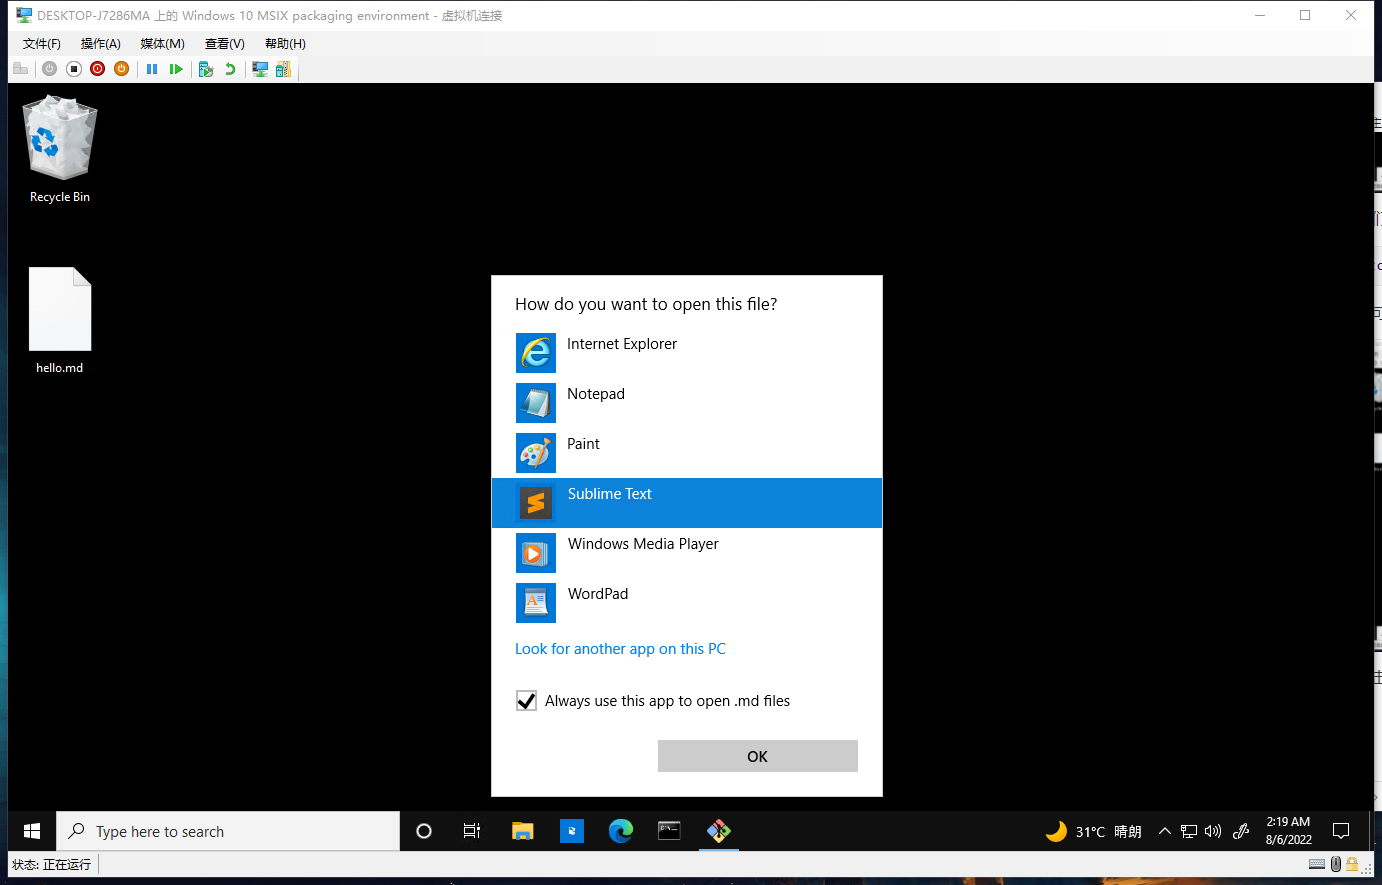 DESKTOP-J7286MA 上的 Windows 10 MSIX packaging environment - 虚拟机连接
文件(F) 操作(A) 媒体(M) 查看(V) 帮助(H)
Recycle Bin
hello.md
How do you want to open this file?
Internet Explorer
Notepad
Paint
Sublime Text
Windows Media Player
WordPad
Look for another app on this PC
Always use this app to open .md files
OK
Type here to search
31°C 晴朗
2:19 AM
8/6/2022
状态: 正在运行